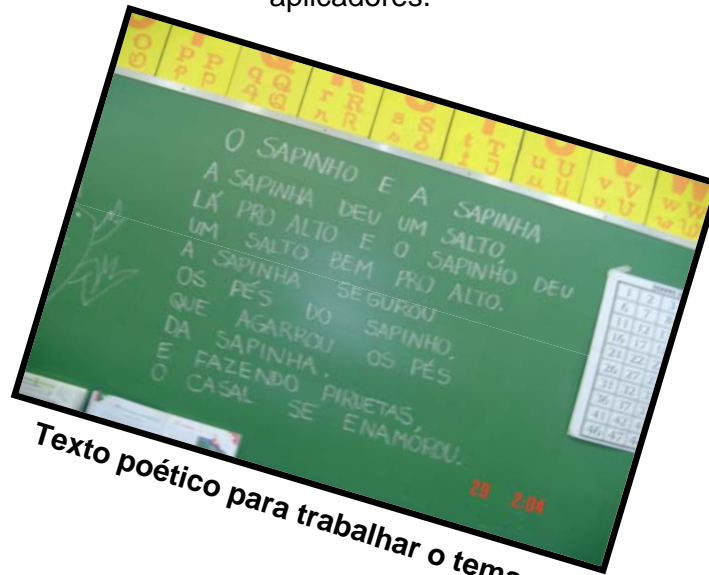 aplicadores.
O o P P q Q r R s S t T u U v V w W
O SAPINHO E A SAPINHA
A SAPINHA DEU UM SALTO,
LÁ PRO ALTO E O SAPINHO DEU
UM SALTO BEM PRO ALTO.
A SAPINHA SEGUROU
OS PÉS DO SAPINHO,
QUE AGARROU OS PÉS
DA SAPINHA,
E FAZENDO PIRUETAS,
O CASAL SE ENAMOROU.
29 2:04
Texto poético para trabalhar o tema